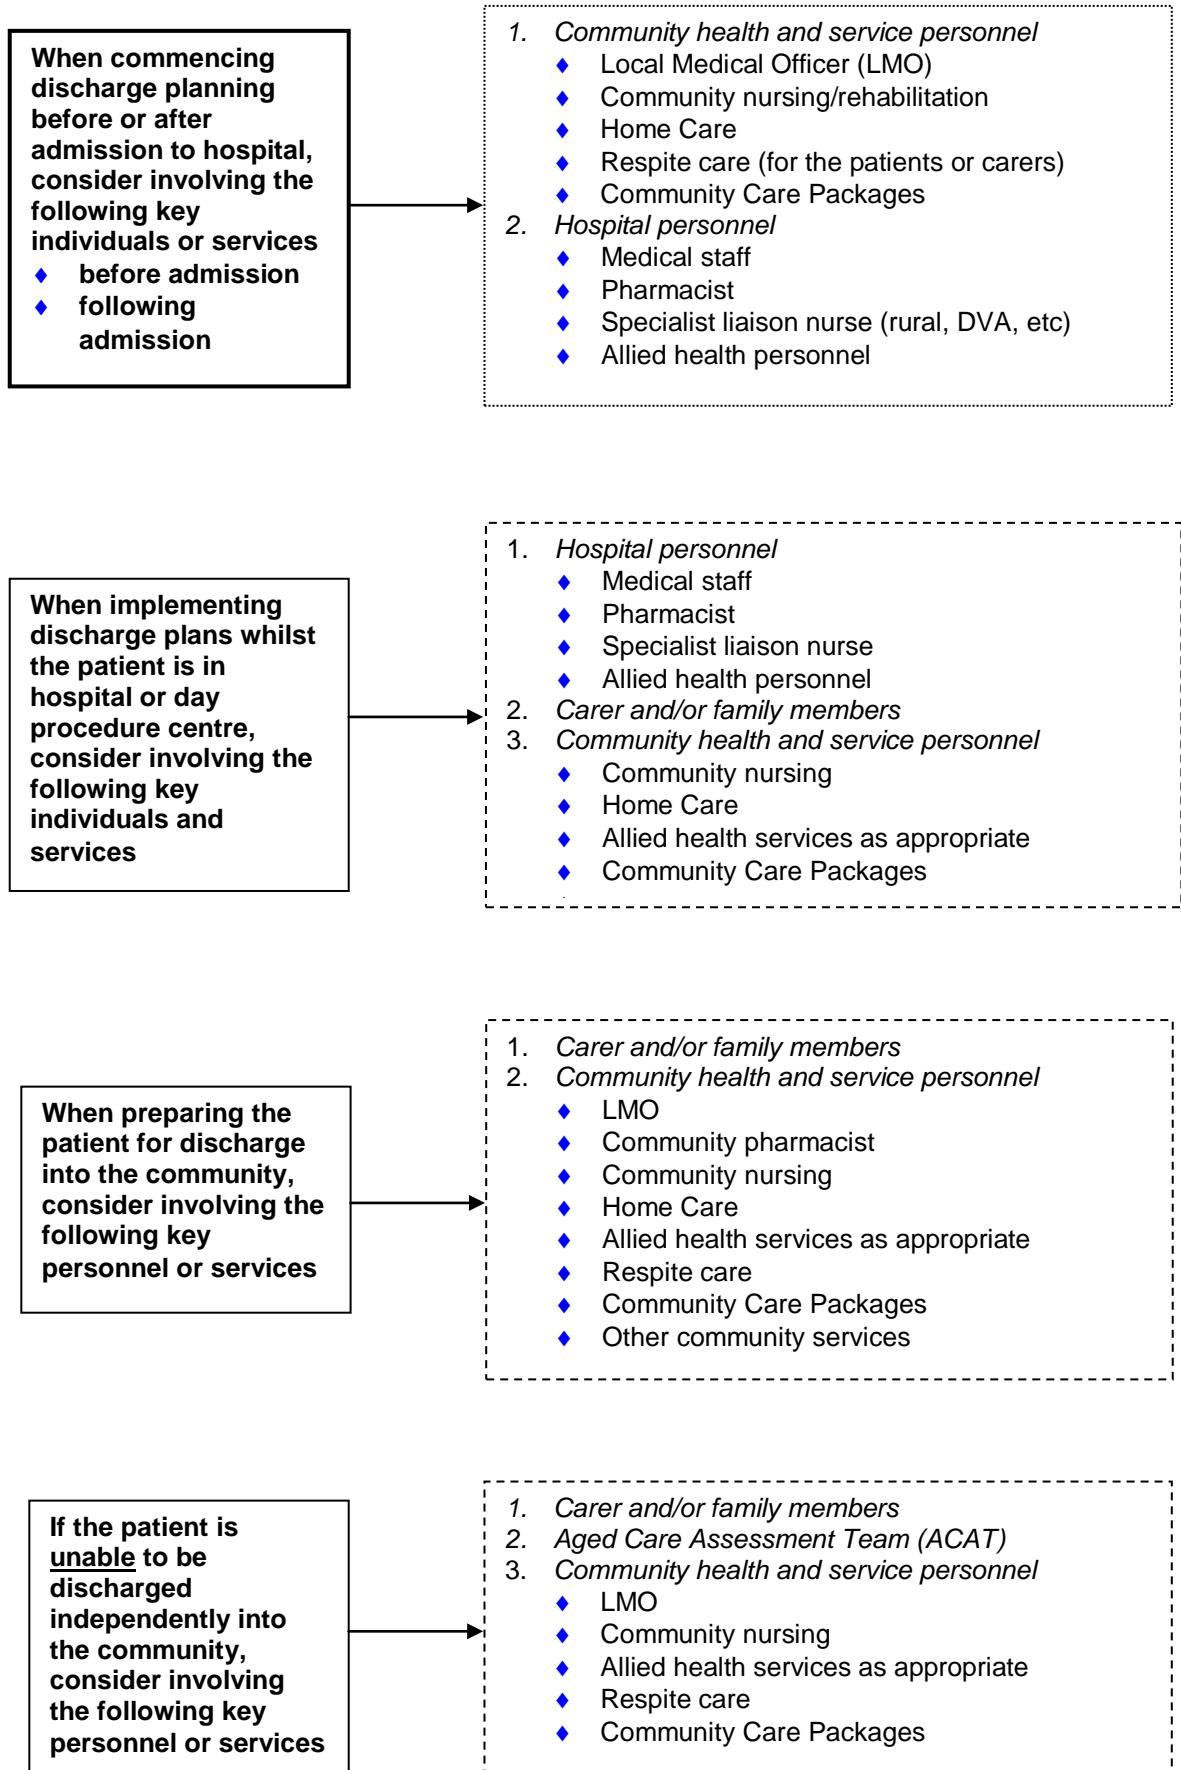 When commencing
discharge planning
before or after
admission to hospital,
consider involving the
following key
individuals or services
♦ before admission
♦ following
admission
1. Community health and service personnel
♦ Local Medical Officer (LMO)
♦ Community nursing/rehabilitation
♦ Home Care
♦ Respite care (for the patients or carers)
♦ Community Care Packages
2. Hospital personnel
♦ Medical staff
♦ Pharmacist
♦ Specialist liaison nurse (rural, DVA, etc)
♦ Allied health personnel
When implementing
discharge plans whilst
the patient is in
hospital or day
procedure centre,
consider involving the
following key
individuals and
services
1. Hospital personnel
♦ Medical staff
♦ Pharmacist
♦ Specialist liaison nurse
♦ Allied health personnel
2. Carer and/or family members
3. Community health and service personnel
♦ Community nursing
♦ Home Care
♦ Allied health services as appropriate
♦ Community Care Packages
When preparing the
patient for discharge
into the community,
consider involving the
following key
personnel or services
1. Carer and/or family members
2. Community health and service personnel
♦ LMO
♦ Community pharmacist
♦ Community nursing
♦ Home Care
♦ Allied health services as appropriate
♦ Respite care
♦ Community Care Packages
♦ Other community services
If the patient is
unable to be
discharged
independently into
the community,
consider involving
the following key
personnel or services
1. Carer and/or family members
2. Aged Care Assessment Team (ACAT)
3. Community health and service personnel
♦ LMO
♦ Community nursing
♦ Allied health services as appropriate
♦ Respite care
♦ Community Care Packages